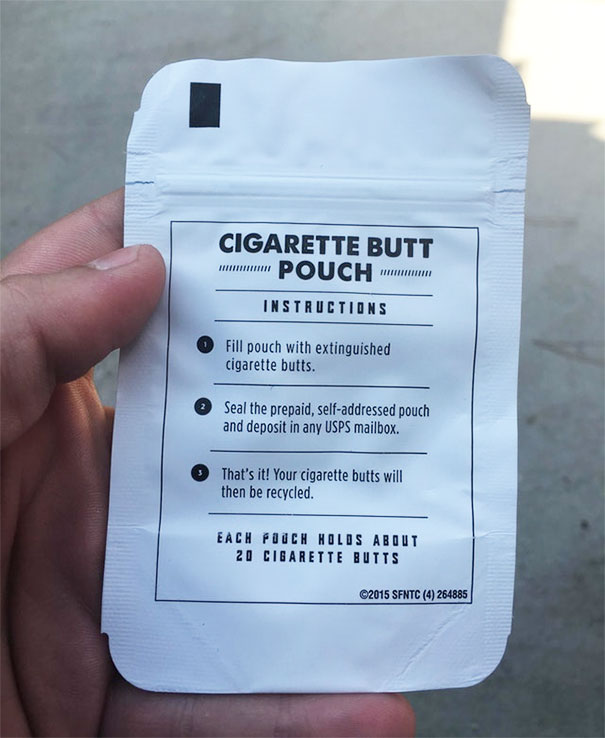 CIGARETTE BUTT
POUCH
INSTRUCTIONS
1 Fill pouch with extinguished
cigarette butts.
2 Seal the prepaid, self-addressed pouch
and deposit in any USPS mailbox.
3 That's it! Your cigarette butts will
then be recycled.
EACH POUCH HOLDS ABOUT
20 CIGARETTE BUTTS
©2015 SFNTC (4) 264885